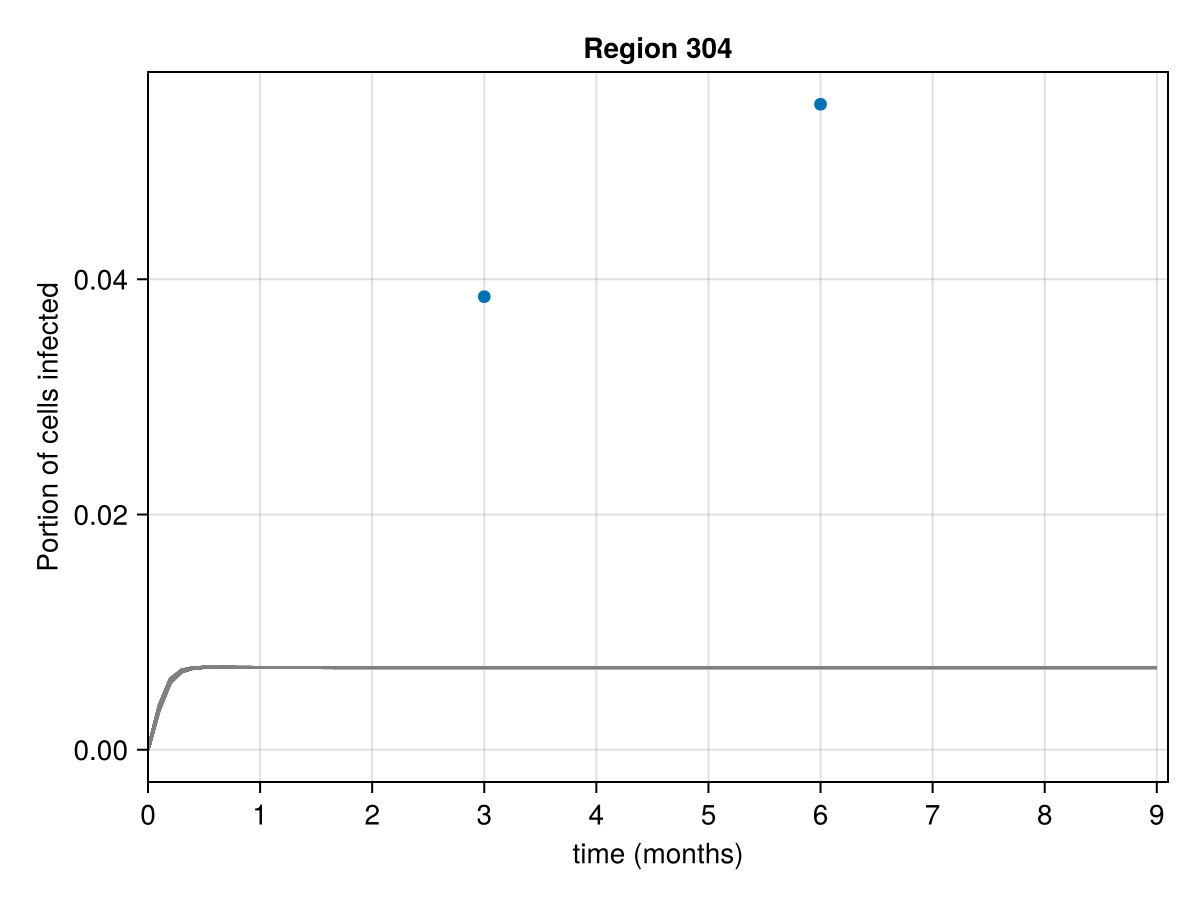 Region 304
Portion of cells infected
0.04
0.02
0.00
0 1 2 3 4 5 6 7 8 9
time (months)